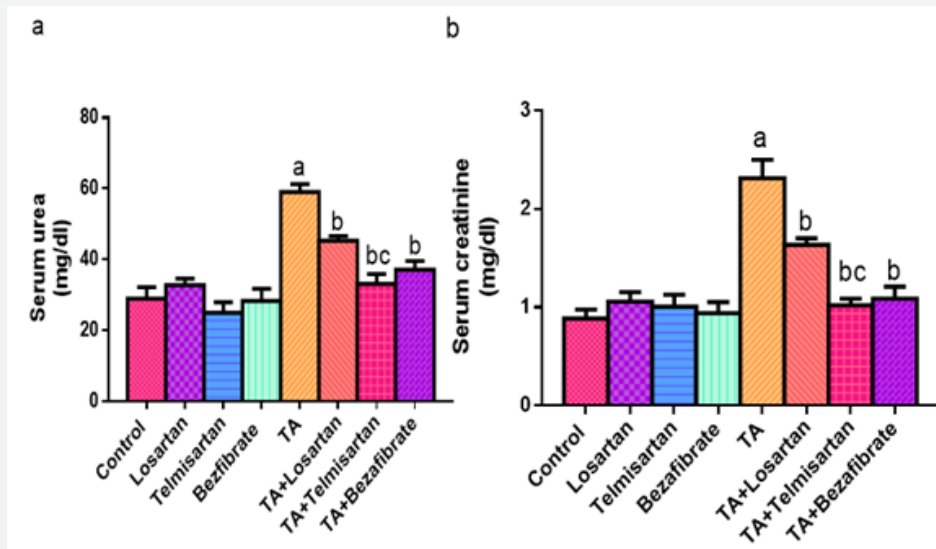 a
Serum urea
(mg/dl)
80
60
40
20
0
a
b
bc
b
Control
Losartan
Telmisartan
Bezfibrate
TA
TA+Losartan
TA+Telmisartan
TA+Bezafibrate
b
Serum creatinine
(mg/dl)
3
2
1
0
a
b
bc
b
Control
Losartan
Telmisartan
Bezafibrate
TA
TA+Losartan
TA+Telmisartan
TA+Bezafibrate